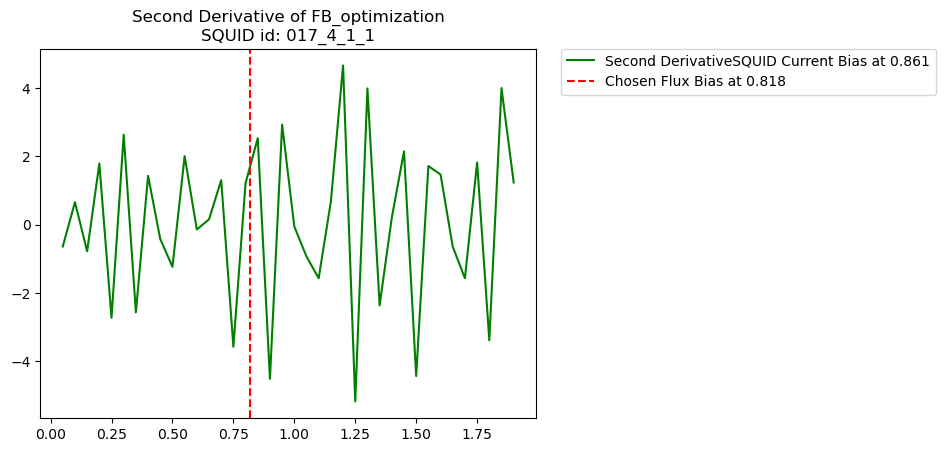 Second Derivative of FB_optimization
SQUID id: 017_4_1_1
Second DerivativeSQUID Current Bias at 0.861
Chosen Flux Bias at 0.818
4
2
0
−2
−4
0.00 0.25 0.50 0.75 1.00 1.25 1.50 1.75